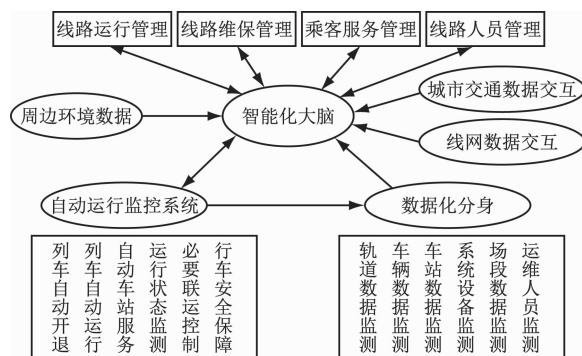 线路运行管理
线路维保管理
乘客服务管理
线路人员管理
周边环境数据
智能化大脑
城市交通数据交互
线网数据交互
自动运行监控系统
数据化分身
列车自动开退
列车自动运行
自动车站服务
运行状态监测
必要联运控制
行车安全保障
轨道数据监测
车辆数据监测
车站数据监测
系统设备监测
场段数据监测
运维人员监测